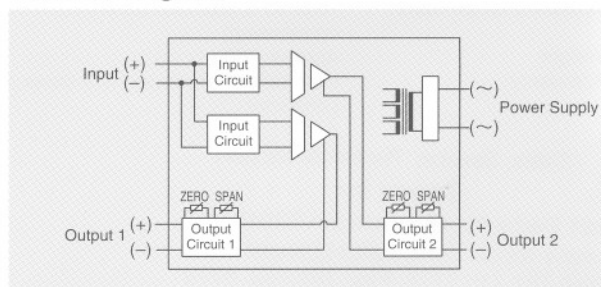 Input (+)
(−)
Input
Circuit
Input
Circuit
(~)
Power Supply
(~)
ZERO SPAN
Output 1 (+)
(−)
Output
Circuit 1
ZERO SPAN
Output
Circuit 2
(+)
(−) Output 2